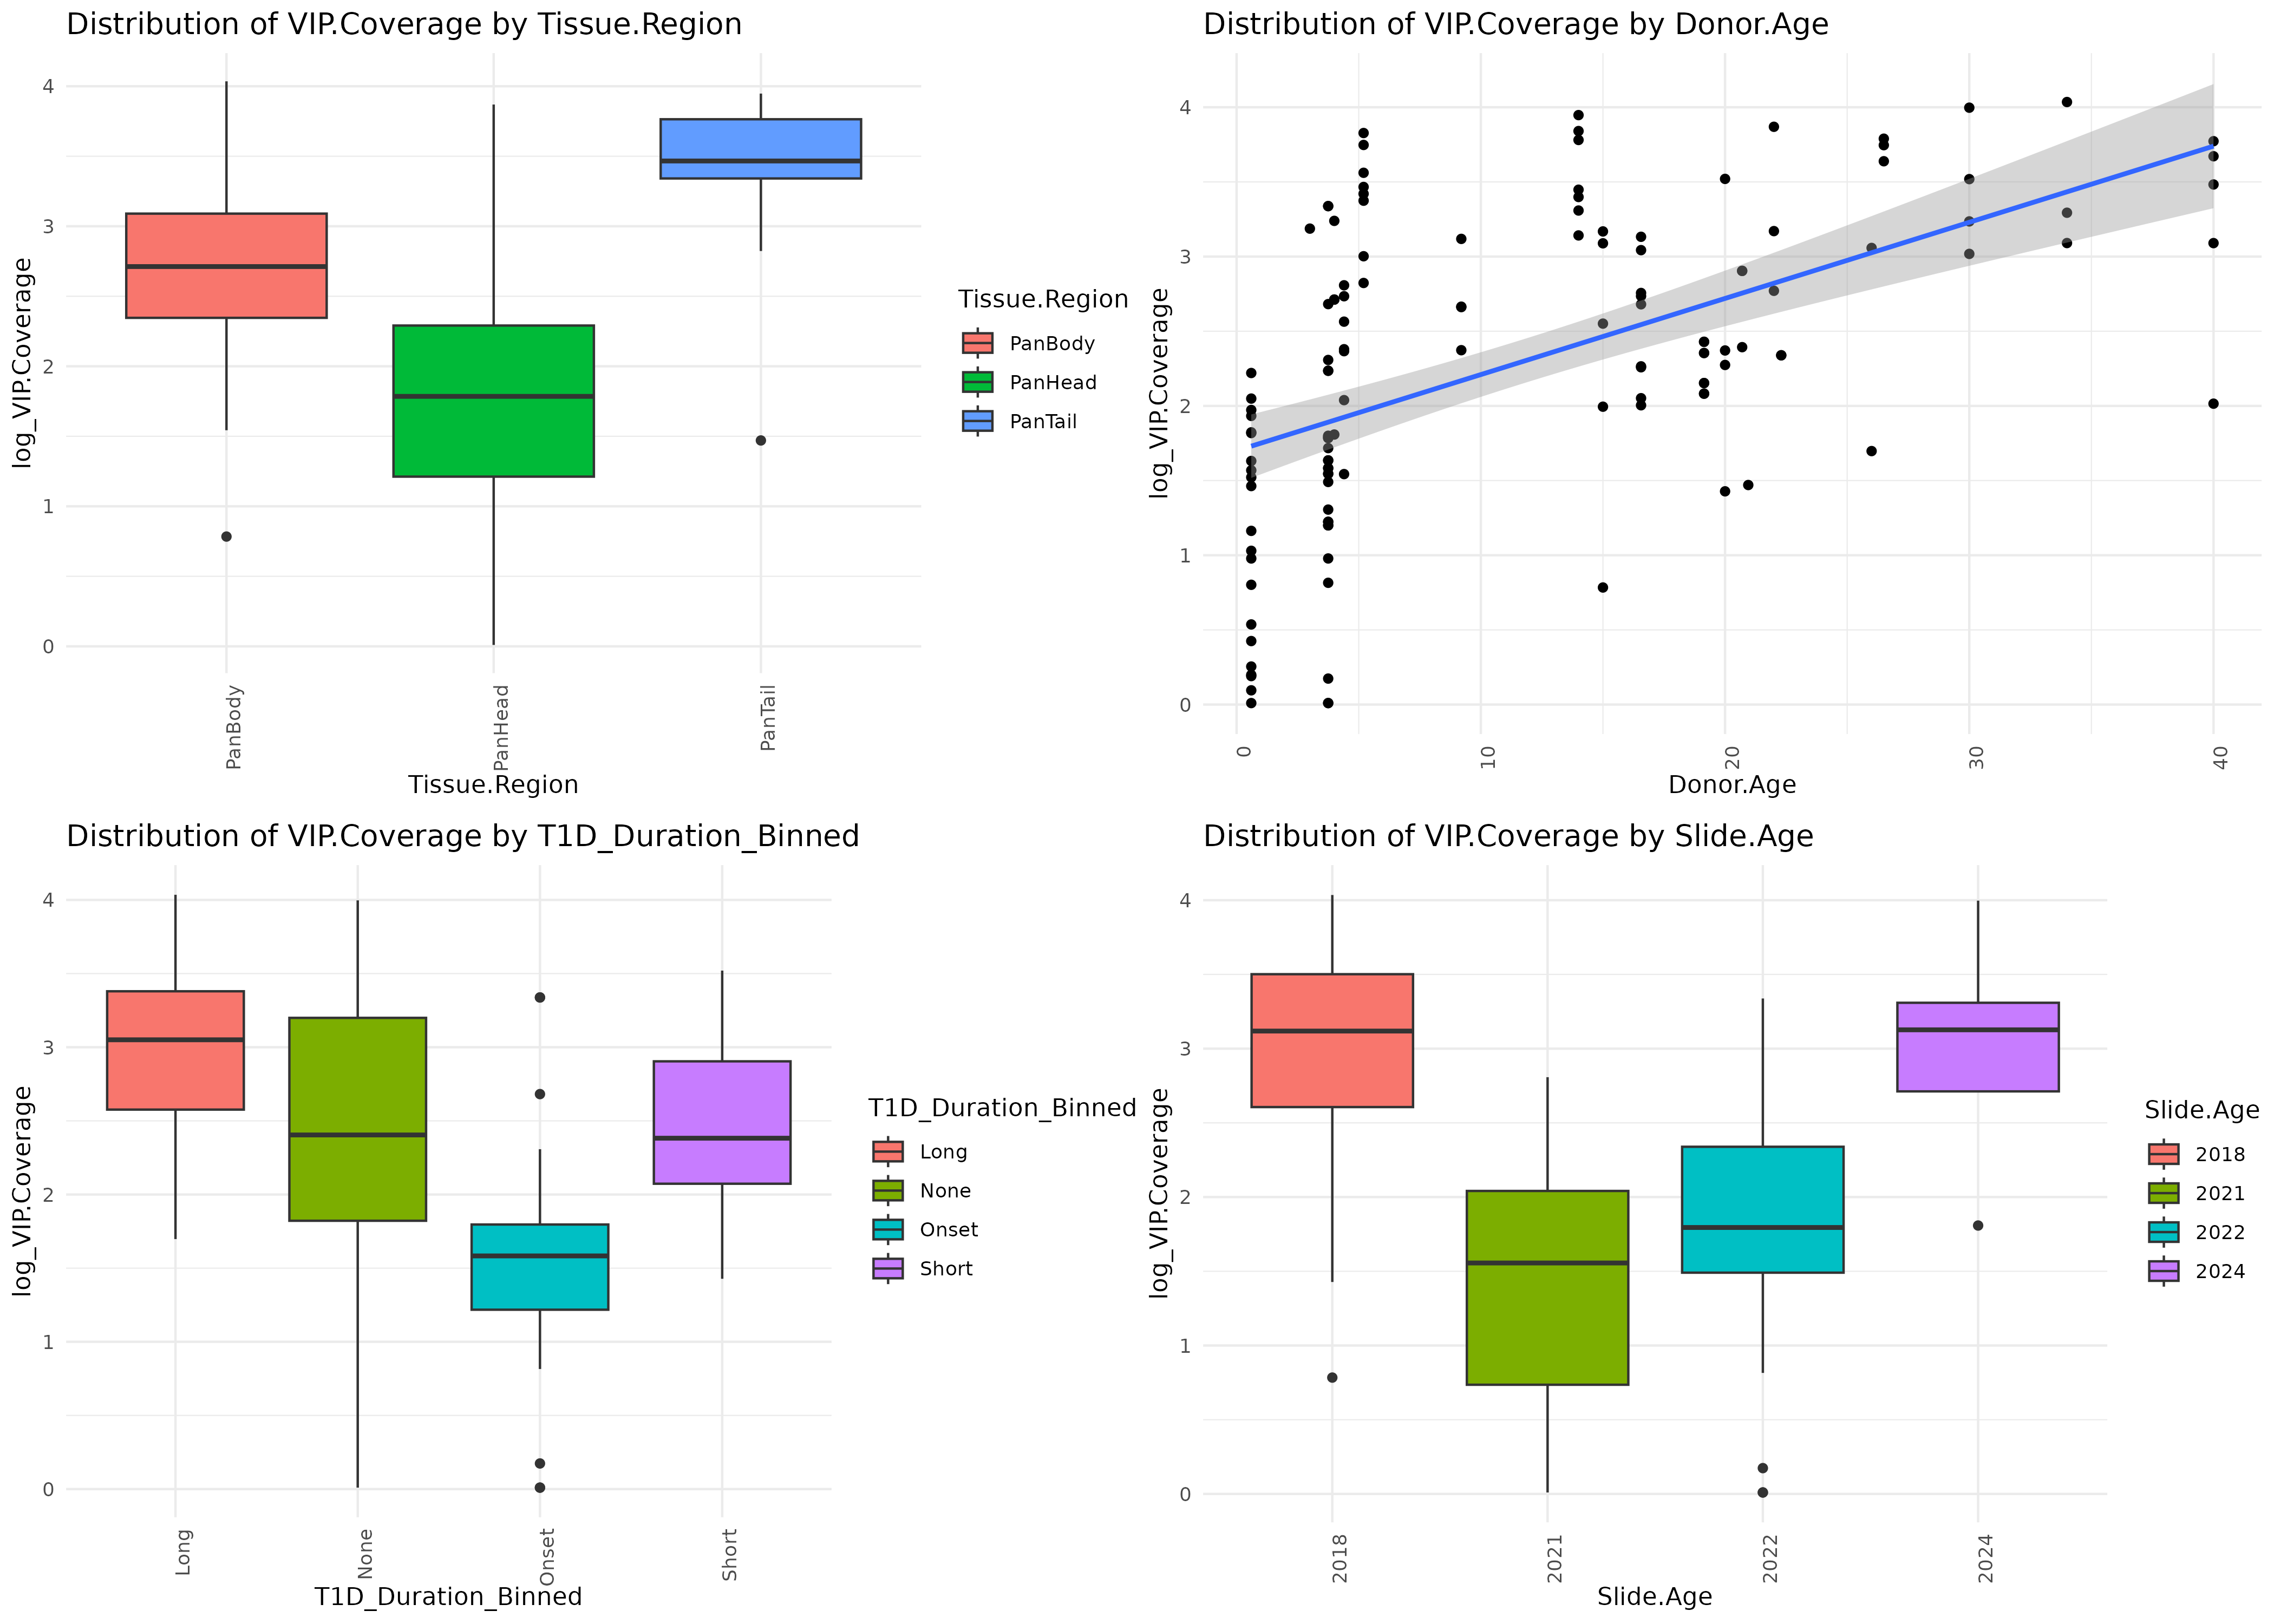 Distribution of VIP.Coverage by Tissue.Region
log_VIP.Coverage
4
3
2
1
0
PanBody
PanHead
PanTail
Tissue.Region
Tissue.Region
PanBody
PanHead
PanTail
Distribution of VIP.Coverage by Donor.Age
log_VIP.Coverage
4
3
2
1
0
0
10
20
30
40
Donor.Age
Distribution of VIP.Coverage by T1D_Duration_Binned
log_VIP.Coverage
4
3
2
1
0
Long
None
Onset
Short
T1D_Duration_Binned
T1D_Duration_Binned
Long
None
Onset
Short
Distribution of VIP.Coverage by Slide.Age
log_VIP.Coverage
4
3
2
1
0
2018
2021
2022
2024
Slide.Age
Slide.Age
2018
2021
2022
2024